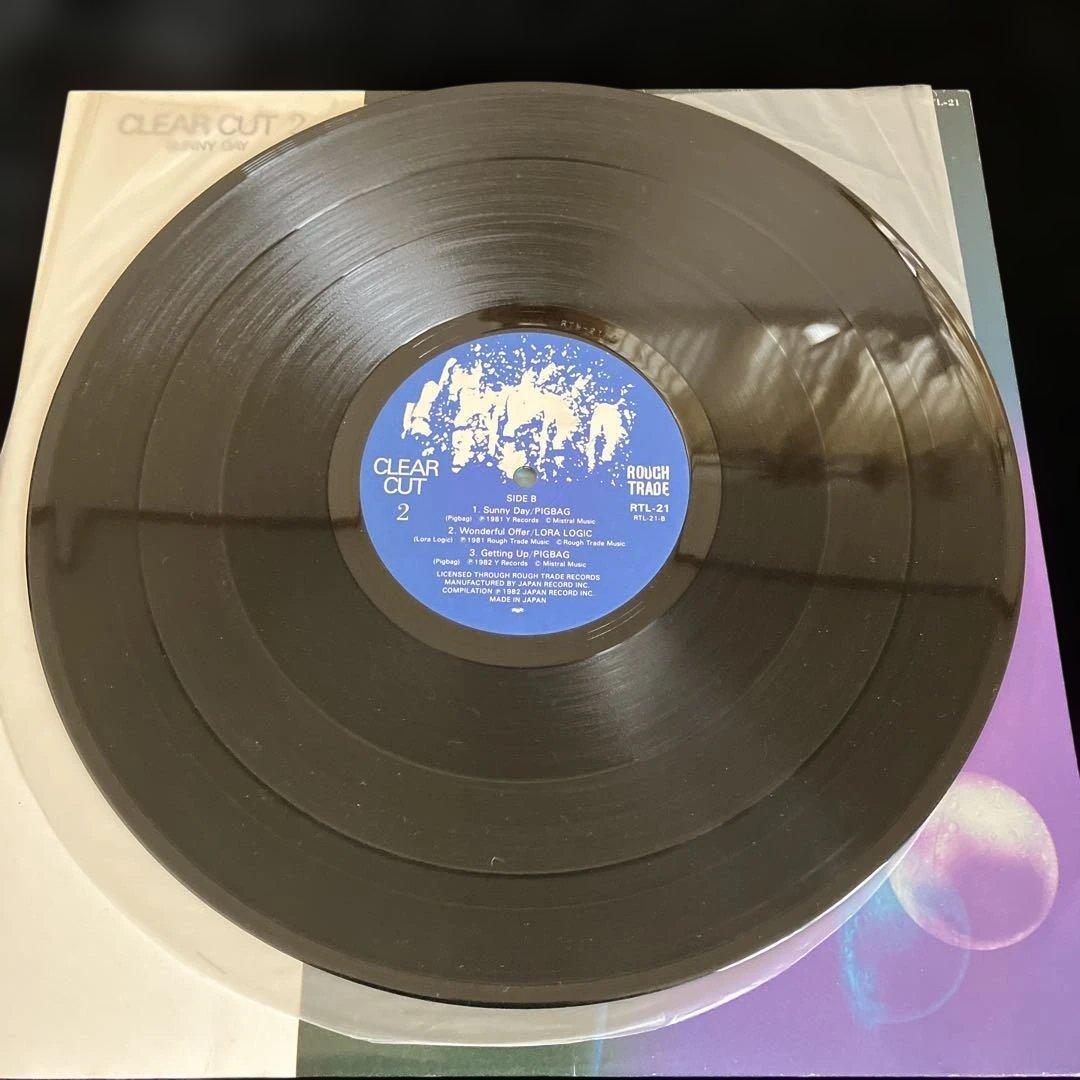 CLEAR CUT 2
SUNNY DAY
TL-21
RTL-21
CLEAR
CUT
2
ROUGH
TRADE
RTL-21
RTL-21-B
SIDE B
1. Sunny Day/PIGBAG
(Pigbag) ℗ 1981 Y Records © Mistral Music
2. Wonderful Offer/LORA LOGIC
(Lora Logic) ℗ 1981 Rough Trade Music © Rough Trade Music
3. Getting Up/PIGBAG
(Pigbag) ℗ 1982 Y Records © Mistral Music
LICENSED THROUGH ROUGH TRADE RECORDS
MANUFACTURED BY JAPAN RECORD INC.
COMPILATION ℗ 1982 JAPAN RECORD INC.
MADE IN JAPAN